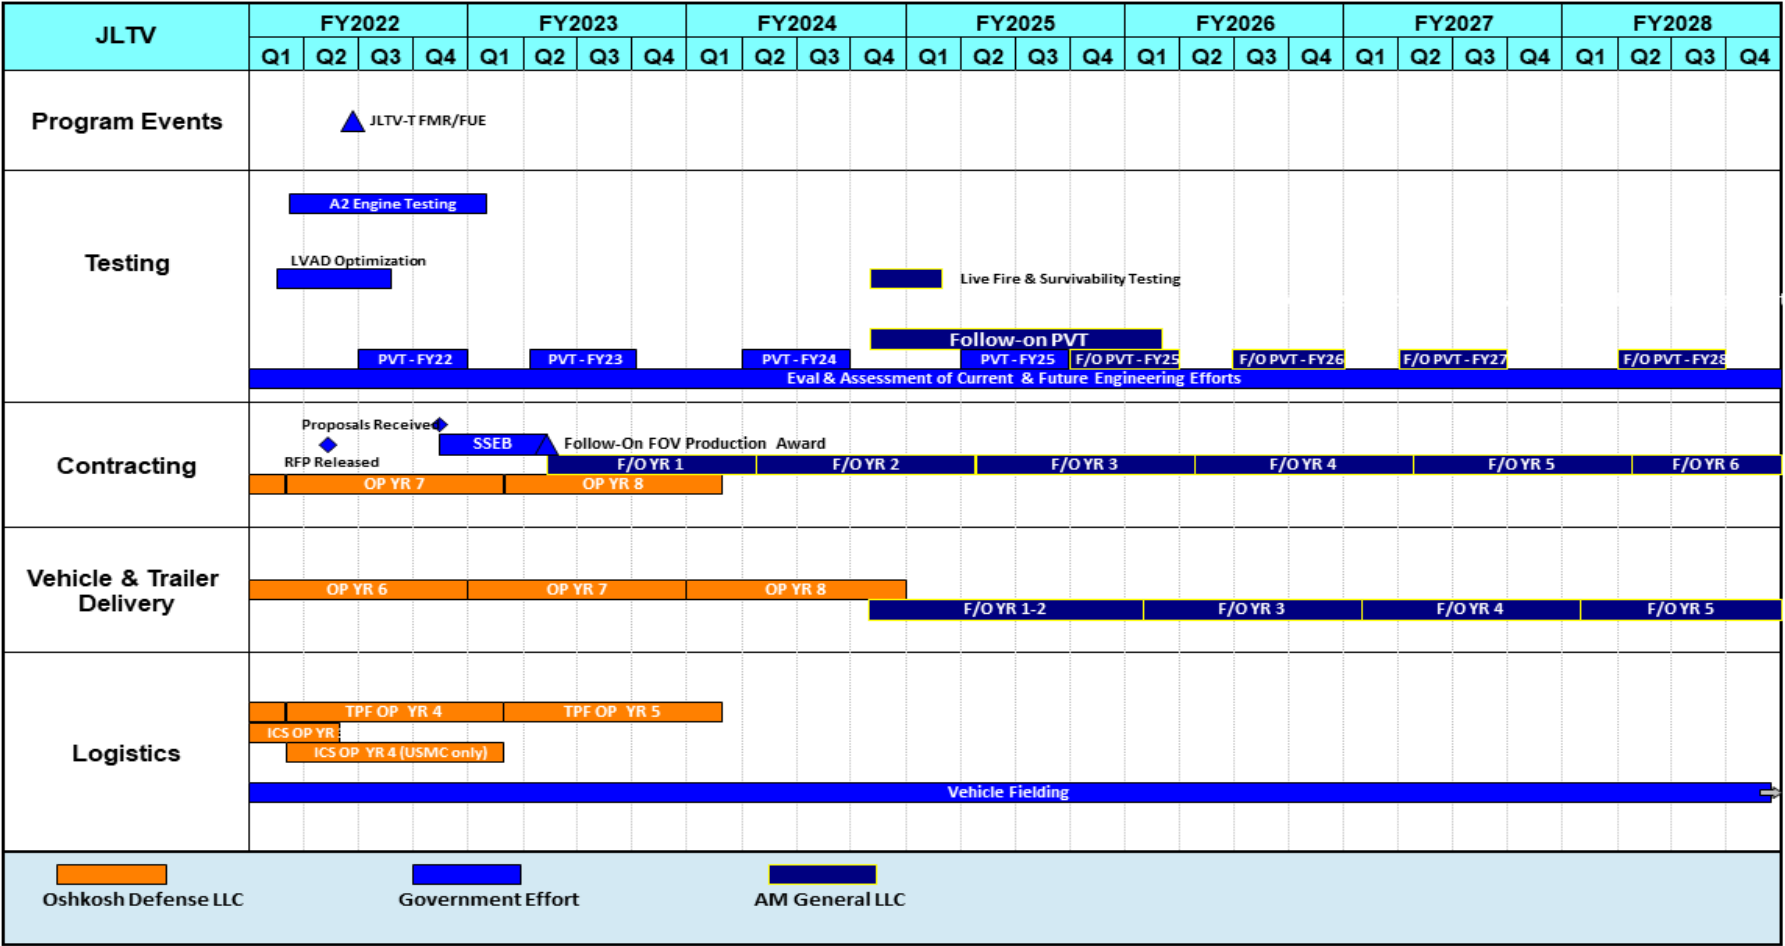 JLTV
FY2022 FY2023 FY2024 FY2025 FY2026 FY2027 FY2028
Q1 Q2 Q3 Q4 Q1 Q2 Q3 Q4 Q1 Q2 Q3 Q4 Q1 Q2 Q3 Q4 Q1 Q2 Q3 Q4 Q1 Q2 Q3 Q4 Q1 Q2 Q3 Q4
Program Events
JLTV-T FMR/FUE
Testing
A2 Engine Testing
LVAD Optimization
Live Fire & Survivability Testing
Follow-on PVT
PVT - FY22 PVT - FY23 PVT - FY24 PVT - FY25 F/O PVT - FY25 F/O PVT - FY26 F/O PVT - FY27 F/O PVT - FY28
Eval & Assessment of Current & Future Engineering Efforts
Contracting
Proposals Received
SSEB Follow-On FOV Production Award
RFP Released
F/O YR 1 F/O YR 2 F/O YR 3 F/O YR 4 F/O YR 5 F/O YR 6
OP YR 7 OP YR 8
Vehicle & Trailer
Delivery
OP YR 6 OP YR 7 OP YR 8
F/O YR 1-2 F/O YR 3 F/O YR 4 F/O YR 5
Logistics
TPF OP YR 4 TPF OP YR 5
ICS OP YR
ICS OP YR 4 (USMC only)
Vehicle Fielding
Oshkosh Defense LLC
Government Effort
AM General LLC